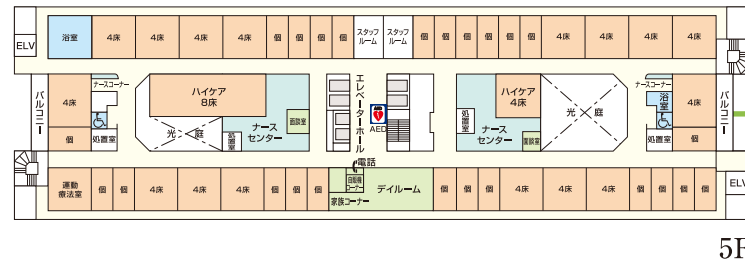 ELV
浴室
4床
4床
4床
4床
個
個
個
個
スタッフ
ルーム
スタッフ
ルーム
個
個
個
個
個
個
4床
4床
4床
4床
バルコニー
4床
個
ナースコーナー
処置室
光
庭
ハイケア
8床
処置室
ナース
センター
面談室
エレベーターホール
AED
AED
処置室
ナース
センター
ハイケア
4床
面談室
光
庭
ナースコーナー
浴室
処置室
4床
個
バルコニー
運動
療法室
個
個
4床
4床
個
個
個
個
電話
自販機
コーナー
家族コーナー
デイルーム
個
個
個
4床
4床
4床
個
個
個
個
ELV
5F